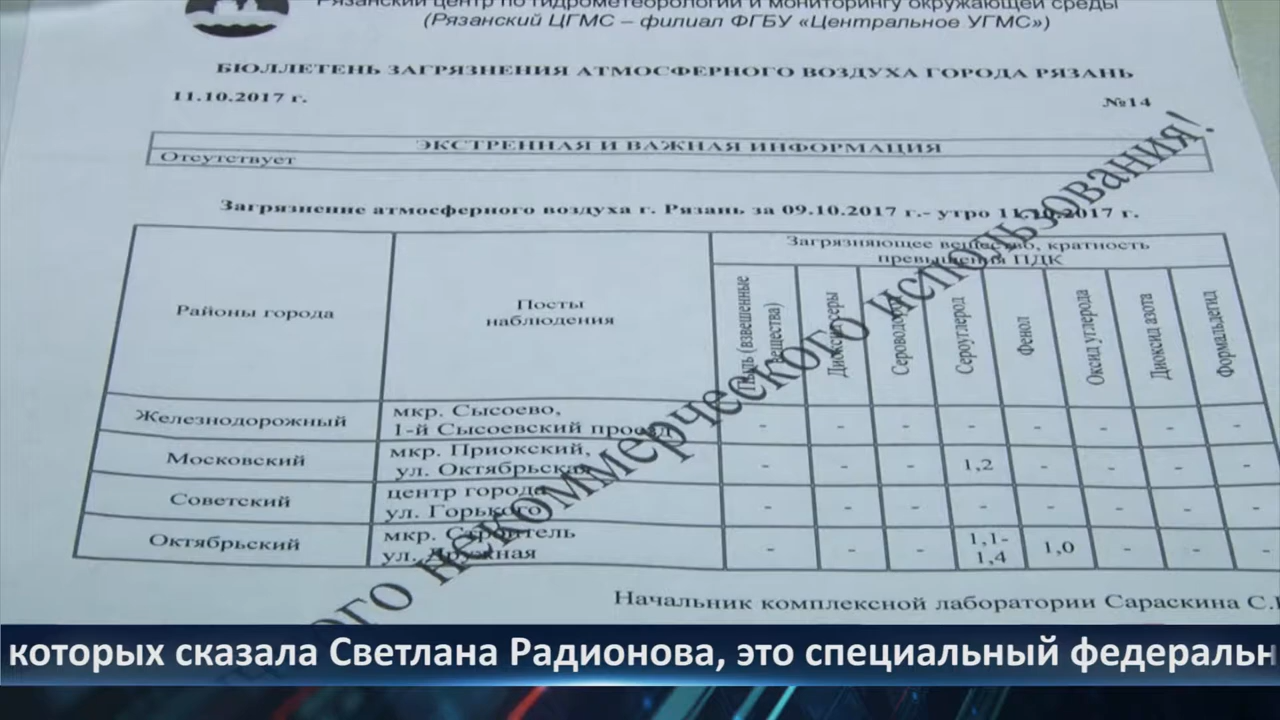 Рязанский центр по гидрометеорологии и мониторингу окружающей среды
(Рязанский ЦГМС – филиал ФГБУ «Центральное УГМС»)
БЮЛЛЕТЕНЬ ЗАГРЯЗНЕНИЯ АТМОСФЕРНОГО ВОЗДУХА ГОРОДА РЯЗАНЬ
11.10.2017 г. №14
ЭКСТРЕННАЯ И ВАЖНАЯ ИНФОРМАЦИЯ
Отсутствует
Загрязнение атмосферного воздуха г. Рязань за 09.10.2017 г.- утро 11.10.2017 г.
Районы города
Посты
наблюдения
Загрязняющее вещество, кратность
превышения ПДК
Пыль (взвешенные
вещества)
Диоксид серы
Сероводород
Сероуглерод
Фенол
Оксид углерода
Диоксид азота
Формальдегид
Железнодорожный
мкр. Сысоево,
1-й Сысоевский проезд
- - - - - - - -
Московский
мкр. Приокский,
ул. Октябрьская
- - - 1,2 - - - -
Советский
центр города
ул. Горького
- - - - - - - -
Октябрьский
мкр. Строитель
ул. Дружная
- - - 1,1-
1,4 1,0 - - -
Начальник комплексной лаборатории Сараскина С.
некоммерческого использования!
которых сказала Светлана Радионова, это специальный федеральн